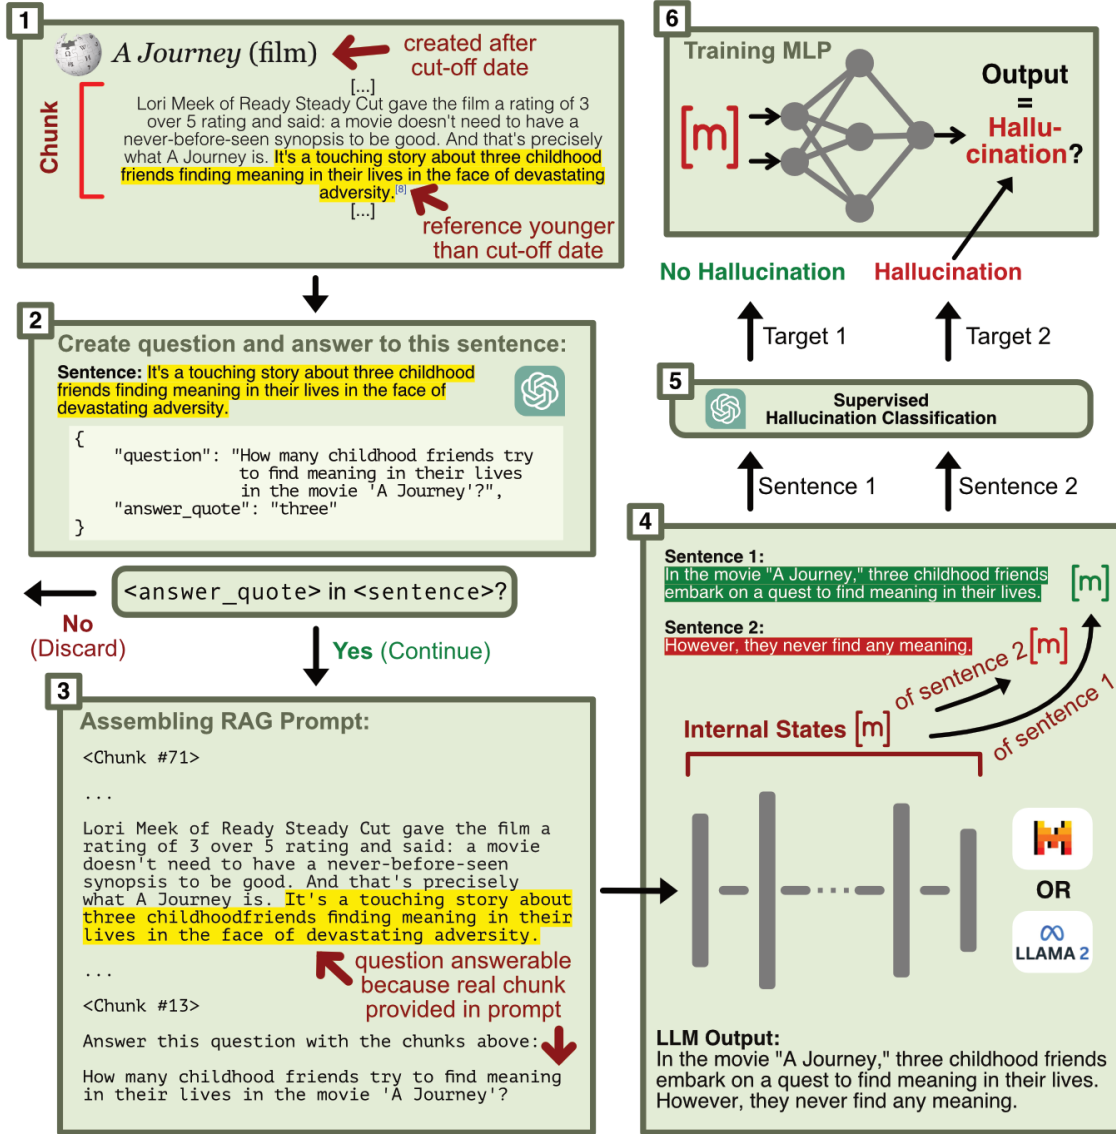 1
A Journey (film)
created after
cut-off date
Chunk
[...]
Lori Meek of Ready Steady Cut gave the film a rating of 3
over 5 rating and said: a movie doesn't need to have a
never-before-seen synopsis to be good. And that's precisely
what A Journey is. It's a touching story about three childhood
friends finding meaning in their lives in the face of devastating
adversity.[8]
[...]
reference younger
than cut-off date
2
Create question and answer to this sentence:
Sentence: It's a touching story about three childhood
friends finding meaning in their lives in the face of
devastating adversity.
{
"question": "How many childhood friends try
to find meaning in their lives
in the movie 'A Journey'?",
"answer_quote": "three"
}
<answer_quote> in <sentence>?
No
(Discard)
Yes (Continue)
3
Assembling RAG Prompt:
<Chunk #71>
...
Lori Meek of Ready Steady Cut gave the film a
rating of 3 over 5 rating and said: a movie
doesn't need to have a never-before-seen
synopsis to be good. And that's precisely
what A Journey is. It's a touching story about
three childhoodfriends finding meaning in their
lives in the face of devastating adversity.
...
question answerable
because real chunk
provided in prompt
<Chunk #13>
Answer this question with the chunks above:
How many childhood friends try to find meaning
in their lives in the movie 'A Journey'?
4
Sentence 1:
In the movie "A Journey," three childhood friends
embark on a quest to find meaning in their lives.
[m]
Sentence 2:
However, they never find any meaning.
[m]
of sentence 2
of sentence 1
Internal States [m]
OR
LLAMA 2
LLM Output:
In the movie "A Journey," three childhood friends
embark on a quest to find meaning in their lives.
However, they never find any meaning.
Sentence 1
Sentence 2
5
Supervised
Hallucination Classification
Target 1
Target 2
No Hallucination
Hallucination
6
Training MLP
[m]
Output
=
Hallu-
cination?